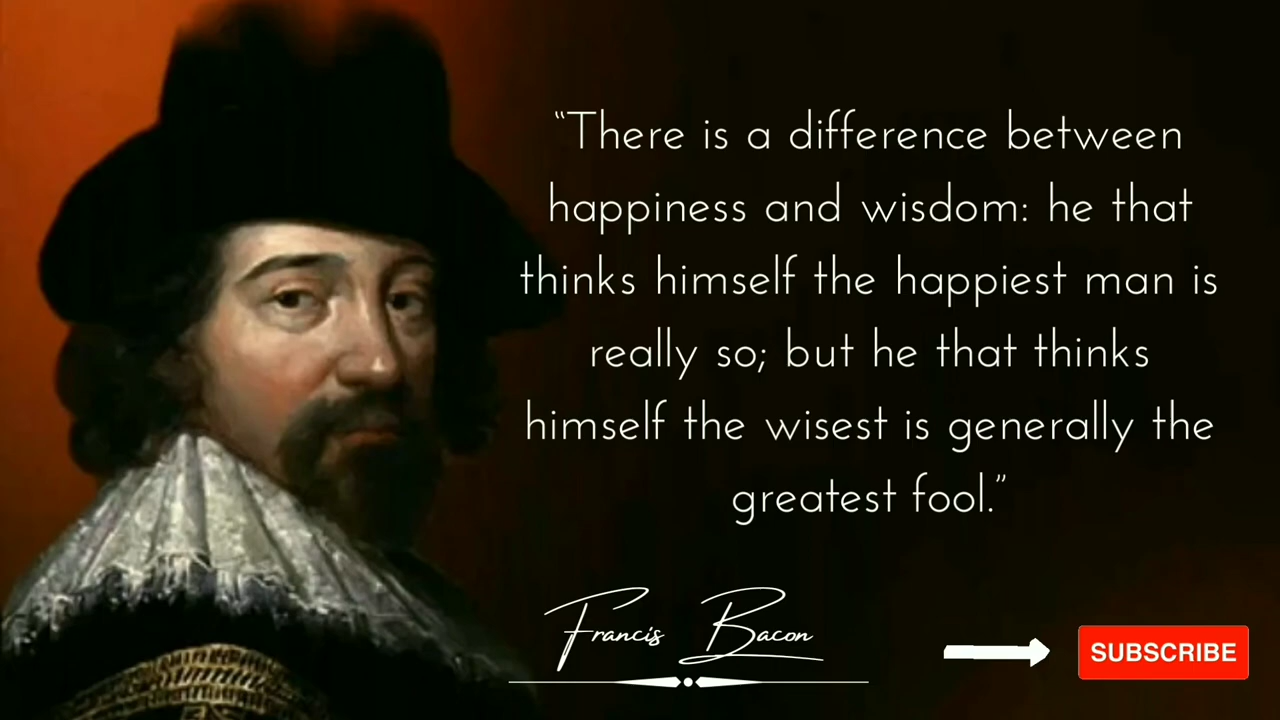 “There is a difference between
happiness and wisdom: he that
thinks himself the happiest man is
really so; but he that thinks
himself the wisest is generally the
greatest fool.”
Francis Bacon
SUBSCRIBE